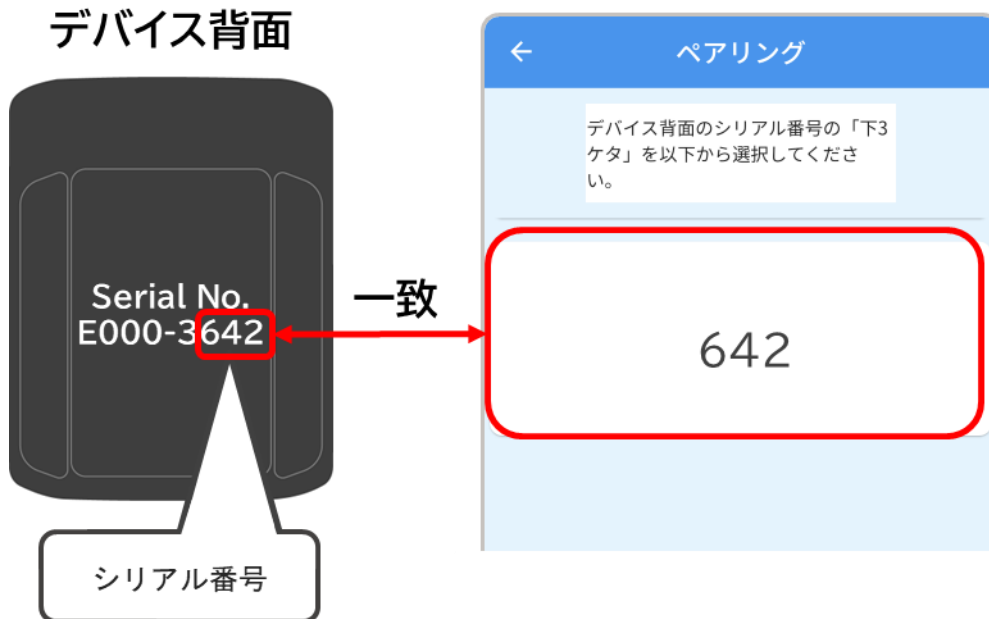 デバイス背面
Serial No.
E000-3642
シリアル番号
一致
ペアリング
デバイス背面のシリアル番号の「下3
ケタ」を以下から選択してくださ
い。
642